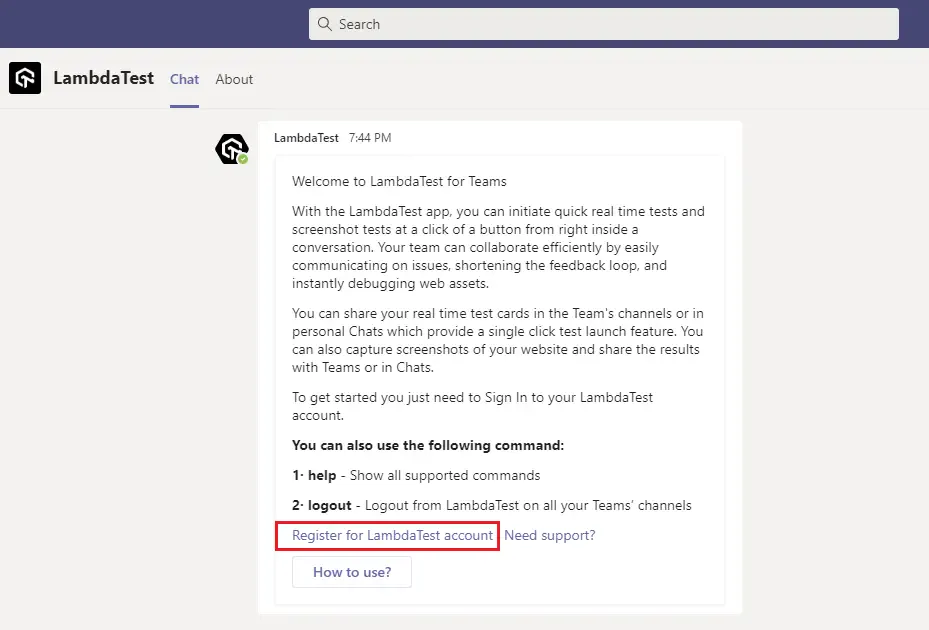 Search
LambdaTest Chat About
LambdaTest 7:44 PM
Welcome to LambdaTest for Teams
With the LambdaTest app, you can initiate quick real time tests and
screenshot tests at a click of a button from right inside a
conversation. Your team can collaborate efficiently by easily
communicating on issues, shortening the feedback loop, and
instantly debugging web assets.
You can share your real time test cards in the Team's channels or in
personal Chats which provide a single click test launch feature. You
can also capture screenshots of your website and share the results
with Teams or in Chats.
To get started you just need to Sign In to your LambdaTest
account.
You can also use the following command:
1· help - Show all supported commands
2· logout - Logout from LambdaTest on all your Teams’ channels
Register for LambdaTest account Need support?
How to use?